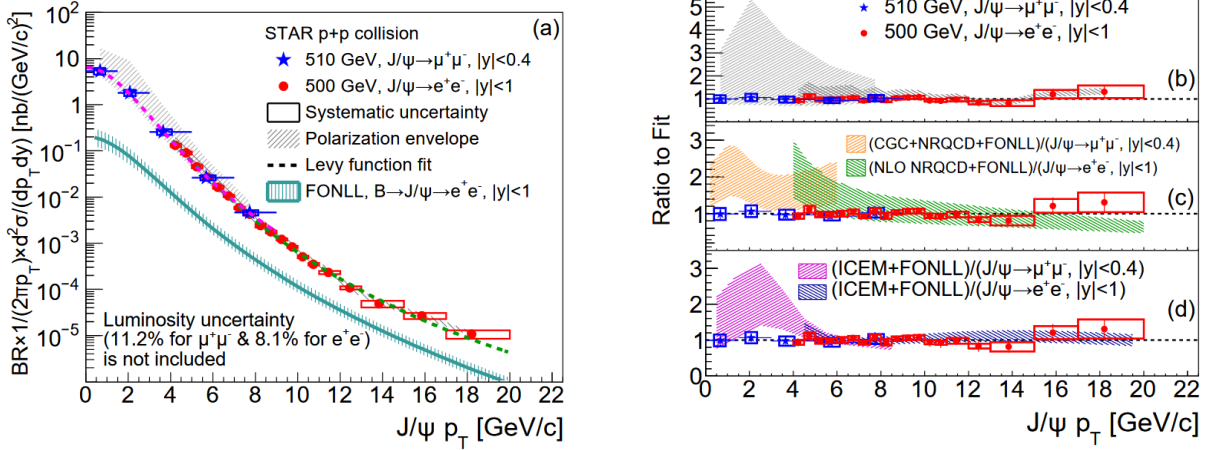 BR×1/(2πp_T)×d²σ/(dp_T dy) [nb/(GeV/c)²]
10²
10
1
10⁻¹
10⁻²
10⁻³
10⁻⁴
10⁻⁵
(a)
STAR p+p collision
510 GeV, J/ψ→μ⁺μ⁻, |y|<0.4
500 GeV, J/ψ→e⁺e⁻, |y|<1
Systematic uncertainty
Polarization envelope
Levy function fit
FONLL, B→J/ψ→e⁺e⁻, |y|<1
Luminosity uncertainty
(11.2% for μ⁺μ⁻ & 8.1% for e⁺e⁻)
is not included
0 2 4 6 8 10 12 14 16 18 20 22
J/ψ p_T [GeV/c]
Ratio to Fit
5
4
3
2
1
510 GeV, J/ψ→μ⁺μ⁻, |y|<0.4
500 GeV, J/ψ→e⁺e⁻, |y|<1
(b)
3
2
1
(CGC+NRQCD+FONLL)/(J/ψ→μ⁺μ⁻, |y|<0.4)
(NLO NRQCD+FONLL)/(J/ψ→e⁺e⁻, |y|<1)
(c)
3
2
1
0
(ICEM+FONLL)/(J/ψ→μ⁺μ⁻, |y|<0.4)
(ICEM+FONLL)/(J/ψ→e⁺e⁻, |y|<1)
(d)
0 2 4 6 8 10 12 14 16 18 20 22
J/ψ p_T [GeV/c]